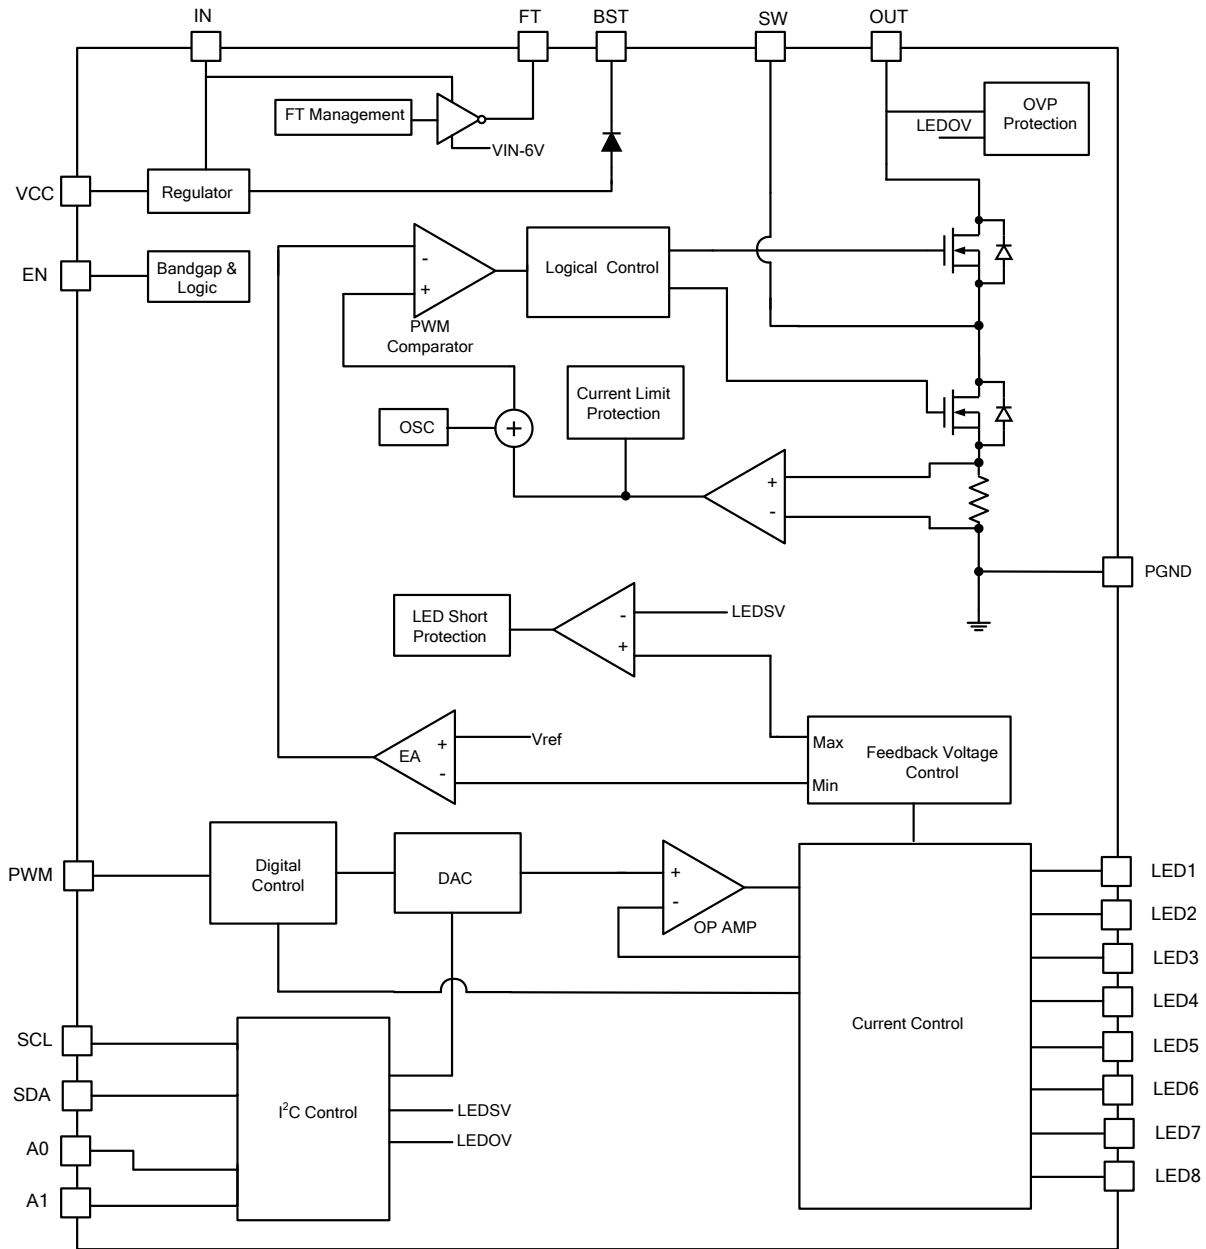 IN
FT
BST
SW
OUT
FT Management
VIN-6V
OVP
Protection
LEDOV
VCC
Regulator
EN
Bandgap &
Logic
-
+
PWM
Comparator
Logical Control
Current Limit
Protection
OSC
+
+
-
PGND
LED Short
Protection
-
+
LEDSV
EA
+
-
Vref
Max
Min
Feedback Voltage
Control
PWM
Digital
Control
DAC
+
-
OP AMP
Current Control
LED1
LED2
LED3
LED4
LED5
LED6
LED7
LED8
SCL
SDA
A0
A1
I²C Control
LEDSV
LEDOV